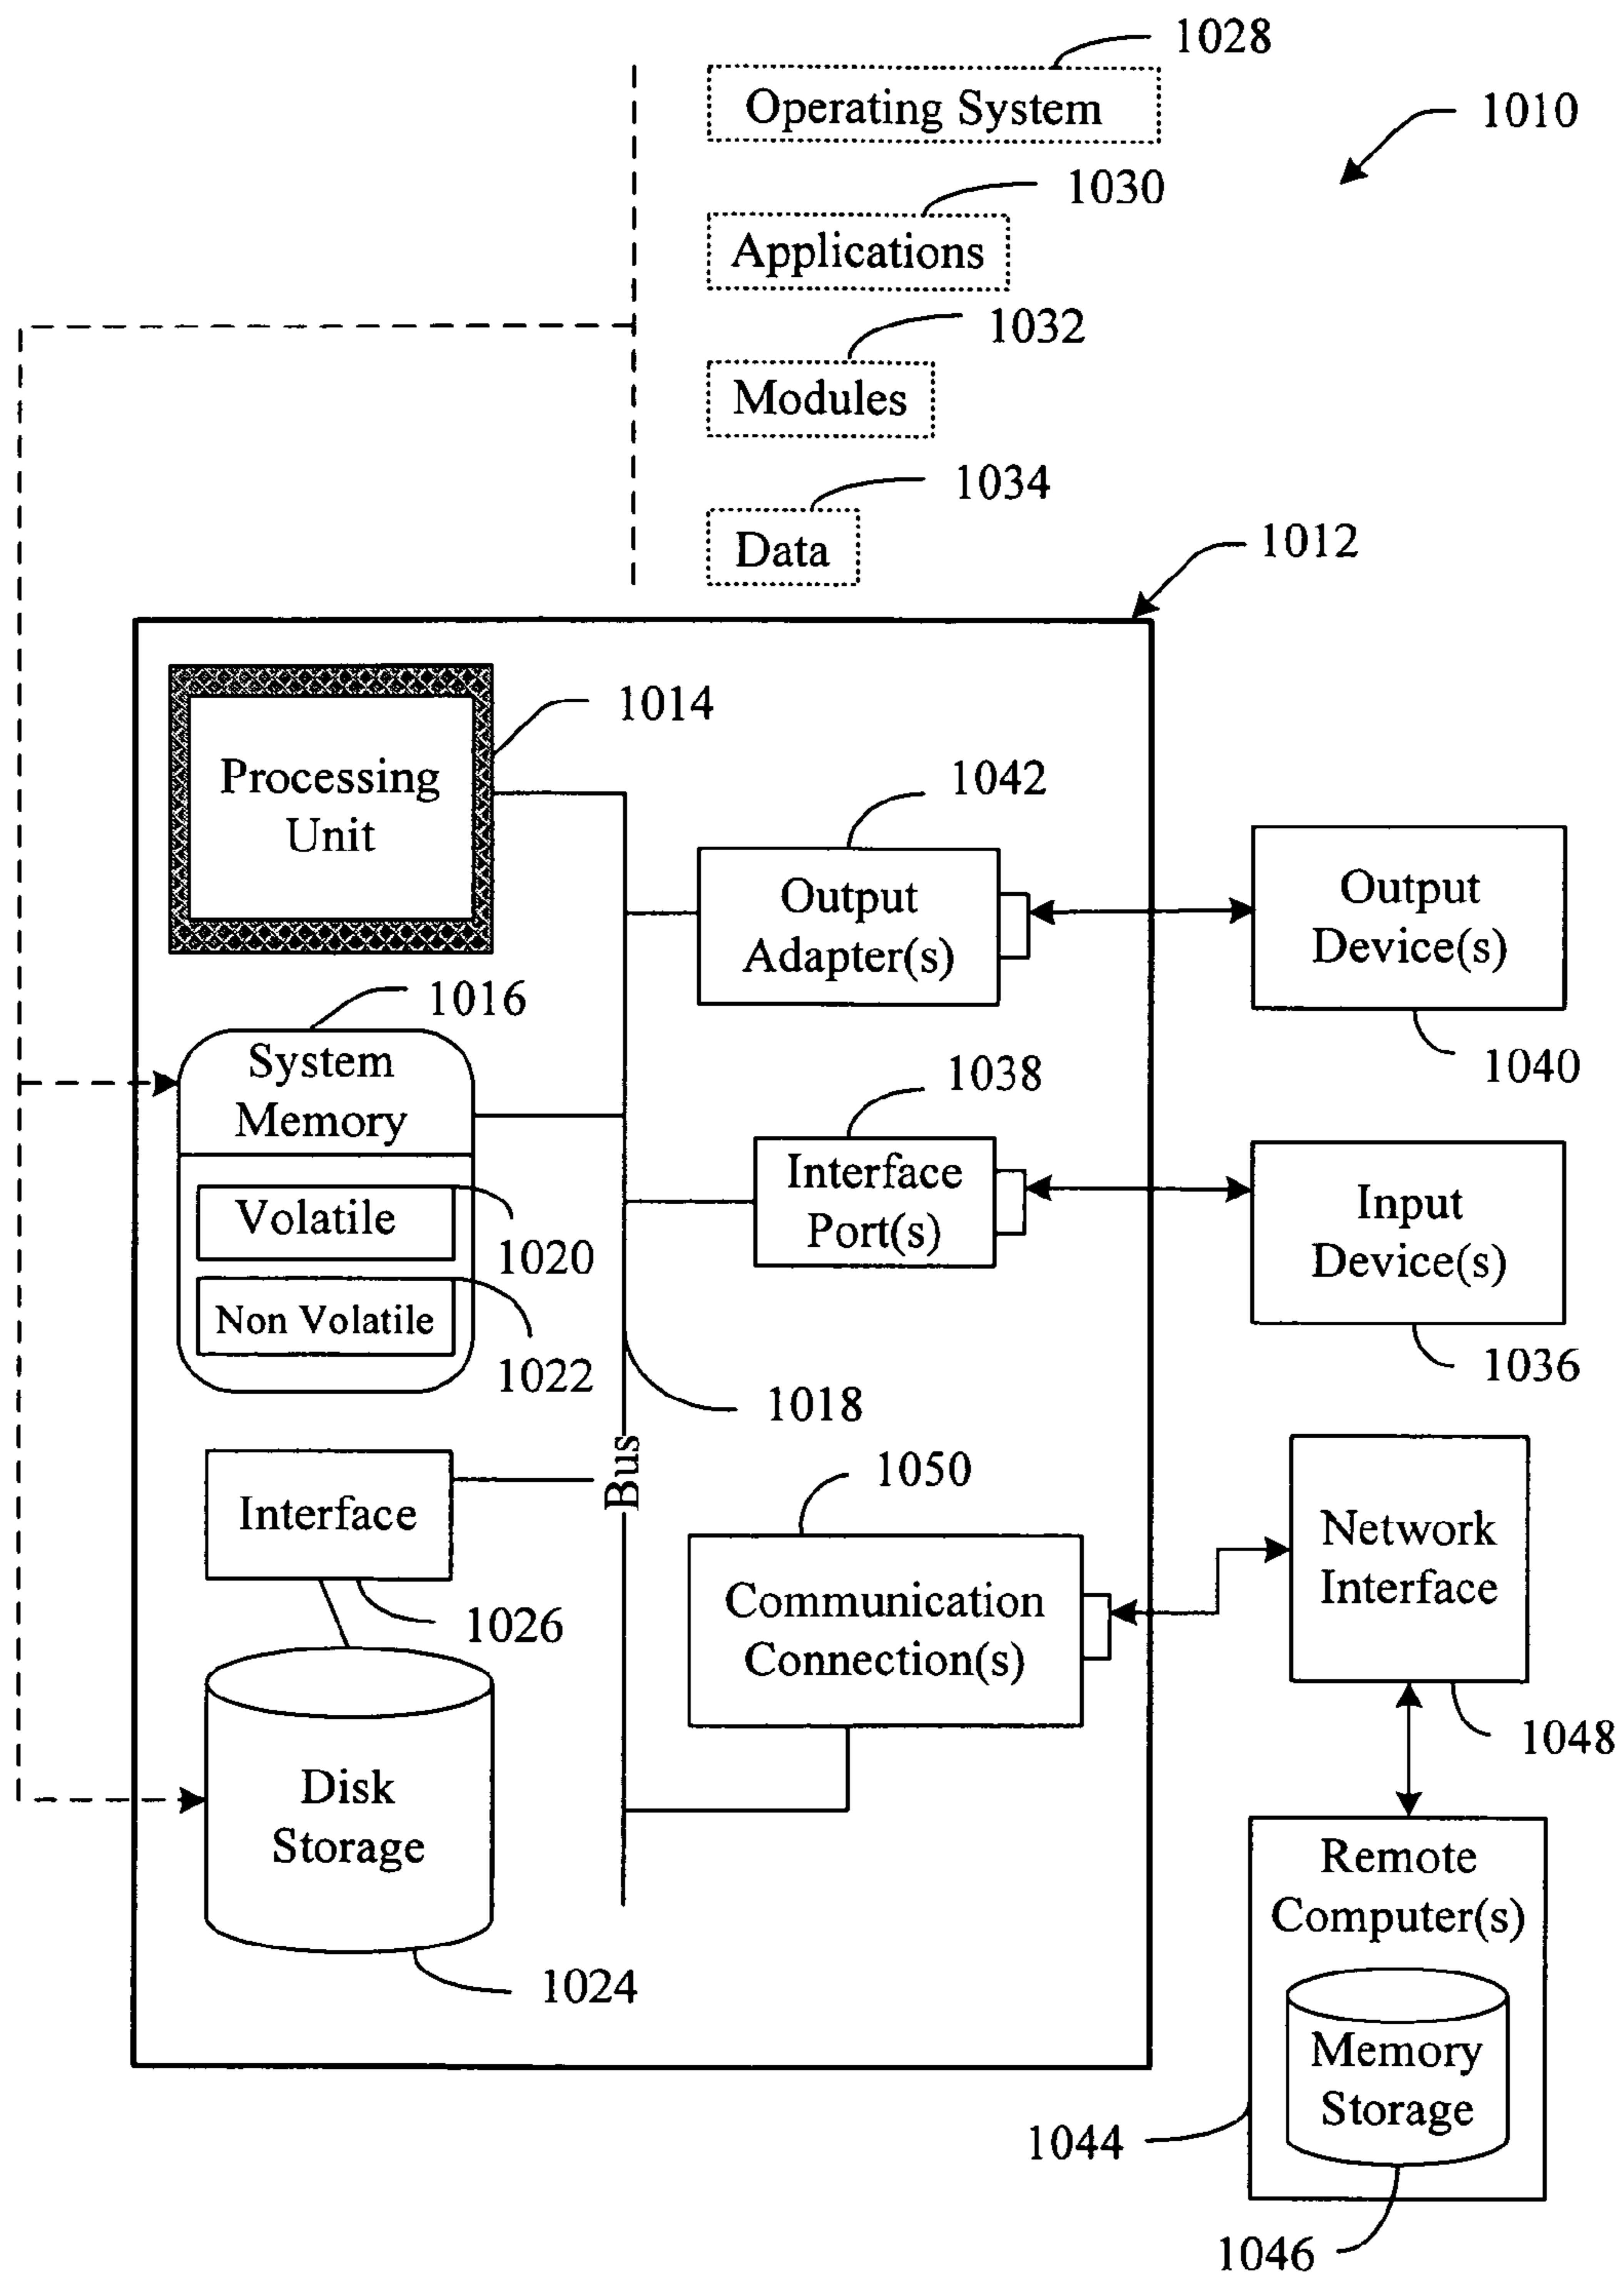 1028
Operating System
1010
1030
Applications
1032
Modules
1034
Data
1012
1014
Processing
Unit
1042
Output
Adapter(s)
Output
Device(s)
1040
1016
System
Memory
1038
Interface
Port(s)
Input
Device(s)
1036
Volatile
1020
Non Volatile
1022
1018
Bus
Interface
1026
1050
Communication
Connection(s)
Network
Interface
1048
Disk
Storage
1024
Remote
Computer(s)
Memory
Storage
1044
1046